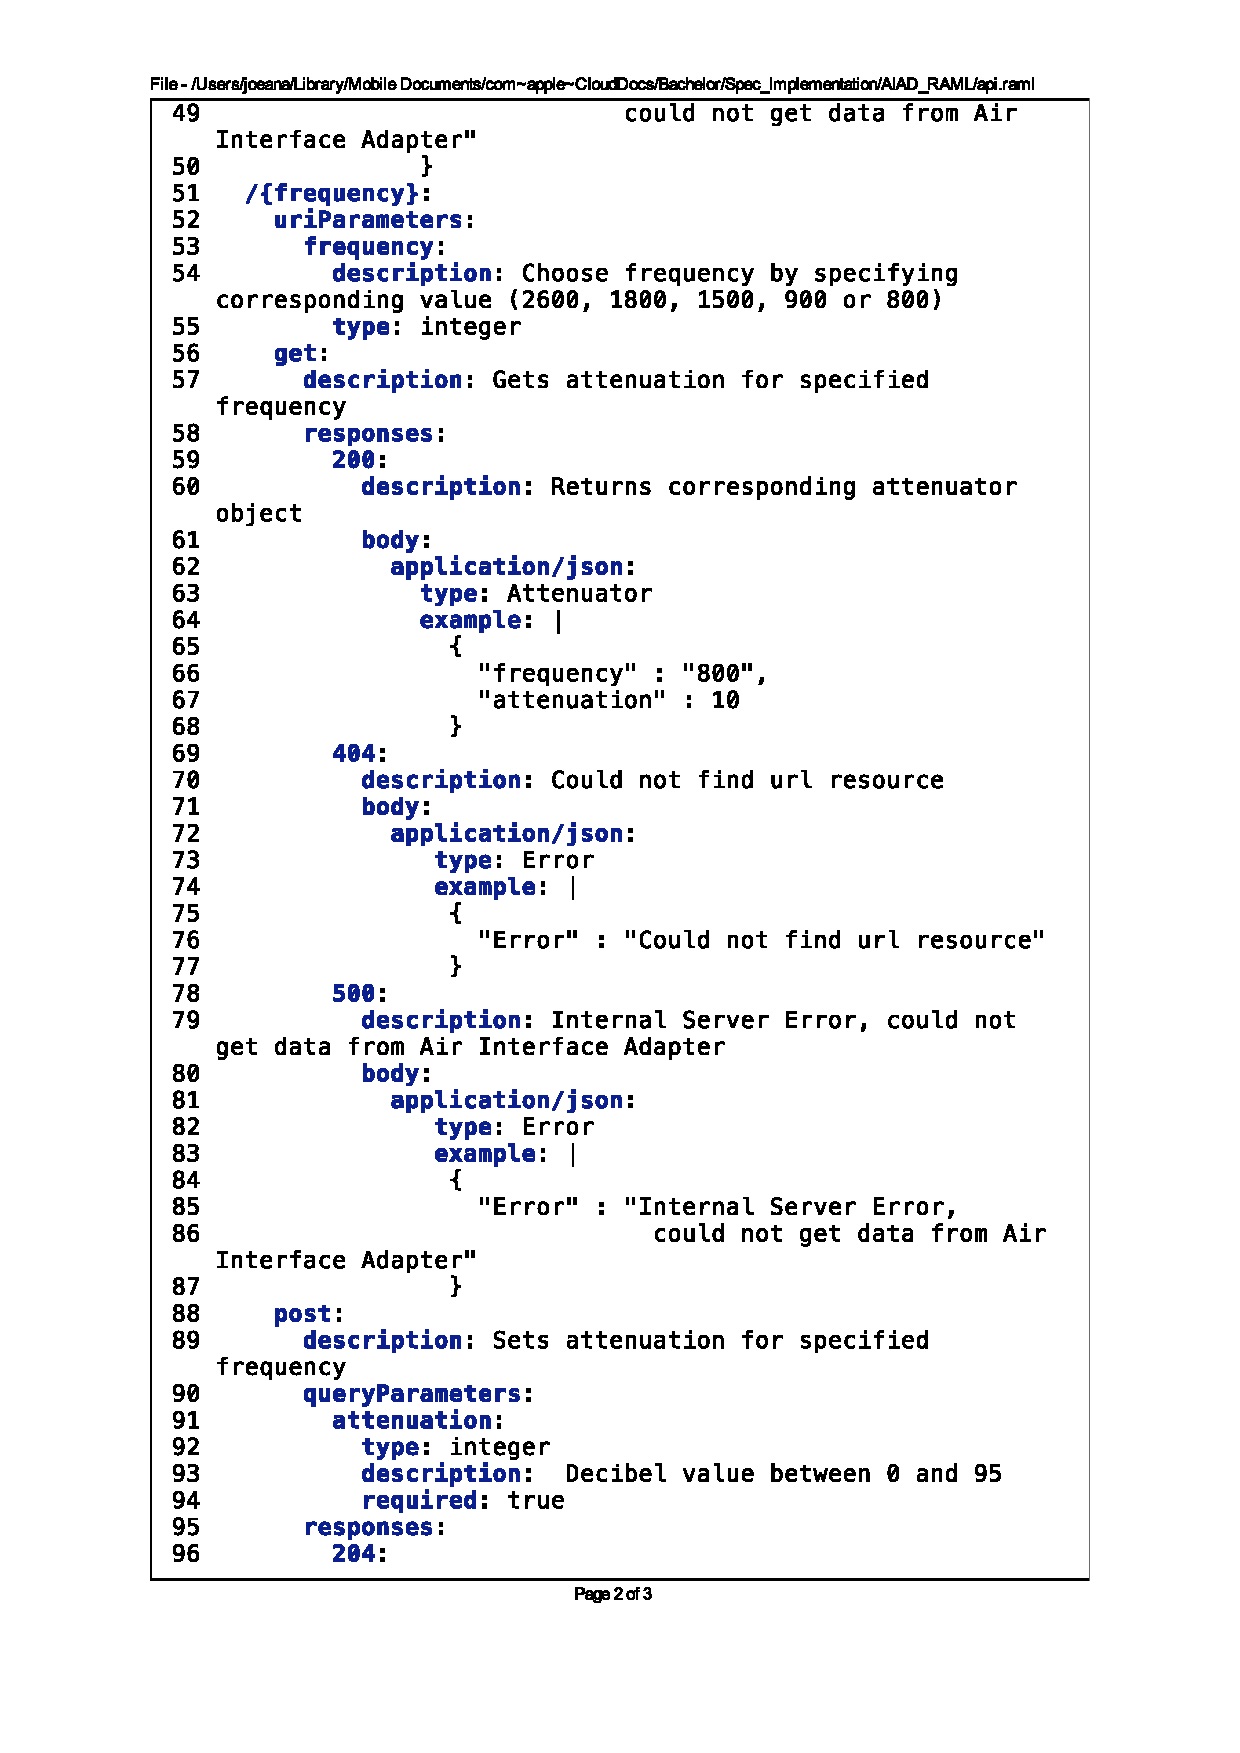 File - /Users/joeana/Library/Mobile Documents/com~apple~CloudDocs/Bachelor/Spec_Implementation/AIAD_RAML/api.raml
49                             could not get data from Air
   Interface Adapter"
50               }
51   /{frequency}:
52     uriParameters:
53       frequency:
54         description: Choose frequency by specifying
   corresponding value (2600, 1800, 1500, 900 or 800)
55         type: integer
56     get:
57       description: Gets attenuation for specified
   frequency
58       responses:
59         200:
60           description: Returns corresponding attenuator
   object
61           body:
62             application/json:
63               type: Attenuator
64               example: |
65                 {
66                   "frequency" : "800",
67                   "attenuation" : 10
68                 }
69         404:
70           description: Could not find url resource
71           body:
72             application/json:
73                type: Error
74                example: |
75                 {
76                   "Error" : "Could not find url resource"
77                 }
78         500:
79           description: Internal Server Error, could not
   get data from Air Interface Adapter
80           body:
81             application/json:
82                type: Error
83                example: |
84                 {
85                   "Error" : "Internal Server Error,
86                               could not get data from Air
   Interface Adapter"
87                 }
88     post:
89       description: Sets attenuation for specified
   frequency
90       queryParameters:
91         attenuation:
92           type: integer
93           description:  Decibel value between 0 and 95
94           required: true
95       responses:
96         204:
Page 2 of 3